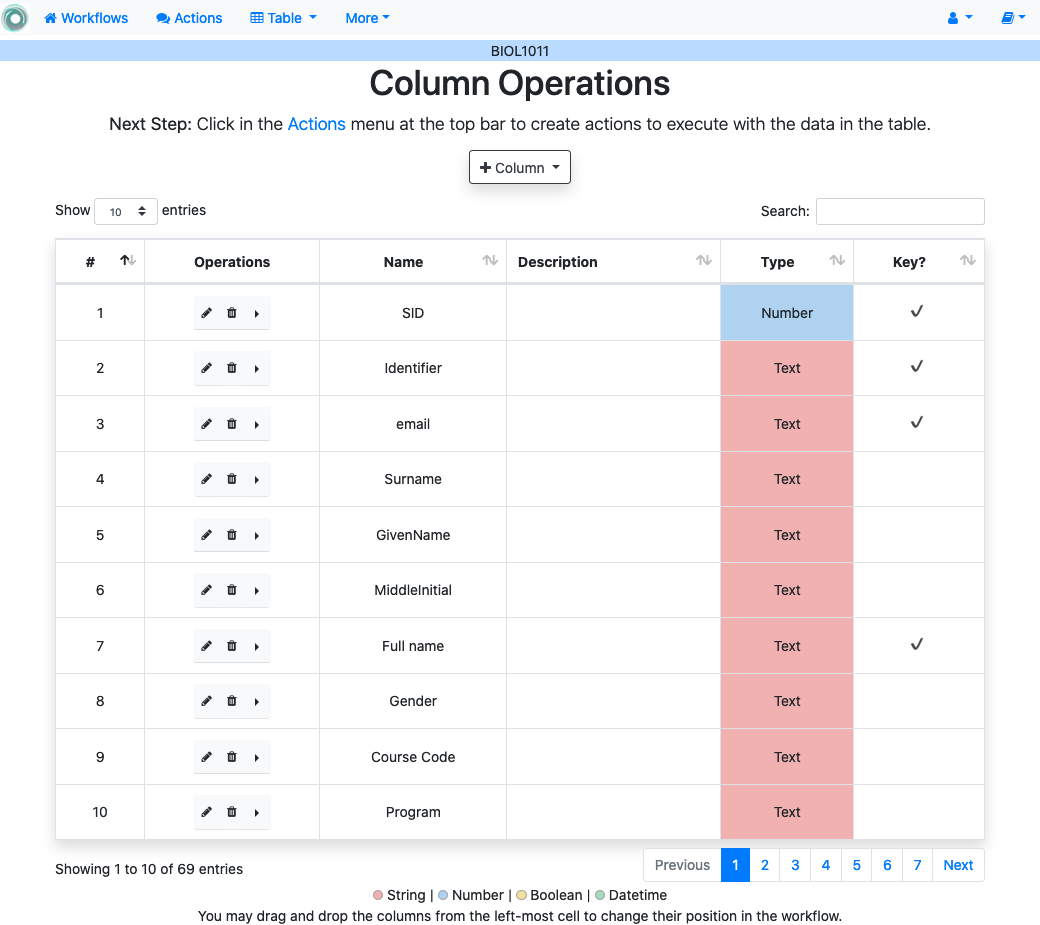 Workflows Actions Table More
BIOL1011
Column Operations
Next Step: Click in the Actions menu at the top bar to create actions to execute with the data in the table.
+ Column
Show 10 entries Search:
# Operations Name Description Type Key?
1 SID Number ✓
2 Identifier Text ✓
3 email Text ✓
4 Surname Text
5 GivenName Text
6 MiddleInitial Text
7 Full name Text ✓
8 Gender Text
9 Course Code Text
10 Program Text
Showing 1 to 10 of 69 entries Previous 1 2 3 4 5 6 7 Next
String | Number | Boolean | Datetime
You may drag and drop the columns from the left-most cell to change their position in the workflow.